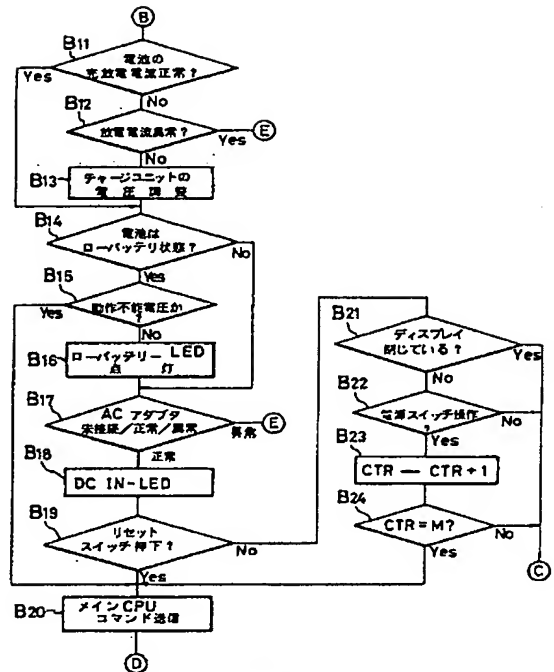 B
B11
電池の
充放電電流正常?
Yes
No
B12
放電電流異常?
Yes
E
No
B13
チャージユニットの
電圧調整
B14
電池は
ローバッテリ状態?
No
Yes
B15
動作不能電圧か
?
Yes
No
B16
ローバッテリー LED
点 灯
B17
AC アダプタ
未接続/正常/異常
異常
E
正常
B18
DC IN-LED
B19
リセット
スイッチ押下?
No
Yes
B20
メインCPU
コマンド送信
D
B21
ディスプレイ
閉じている?
Yes
No
B22
電源スイッチ操作
?
No
Yes
B23
CTR — CTR+1
B24
CTR=M?
No
Yes
C